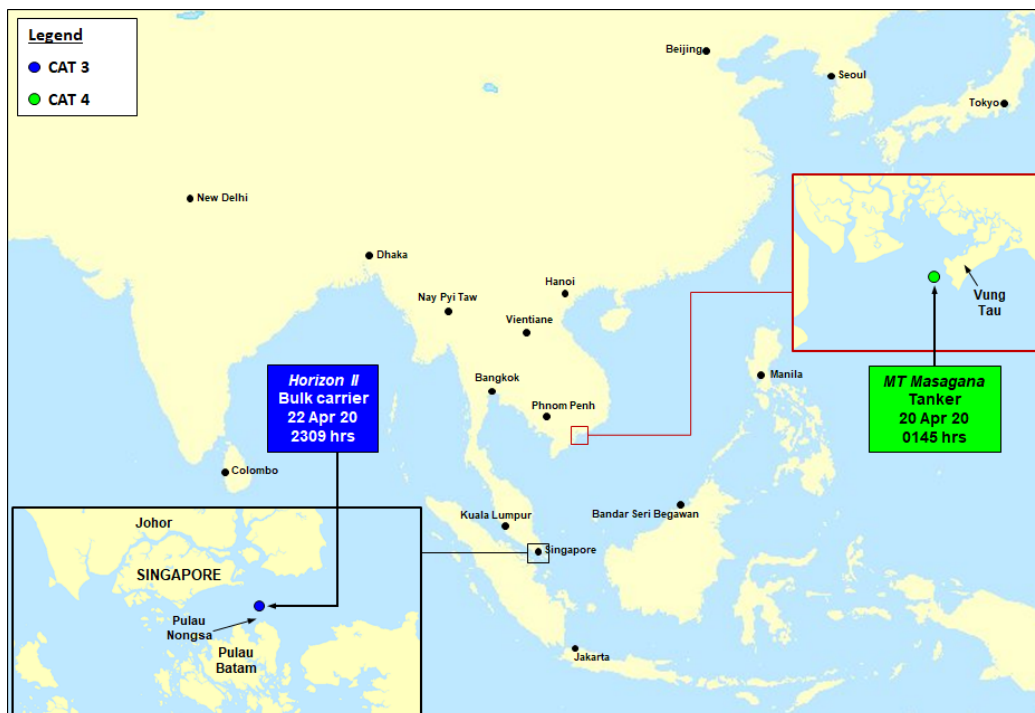 Legend
CAT 3
CAT 4
Beijing
Seoul
Tokyo
New Delhi
Dhaka
Nay Pyi Taw
Hanoi
Vientiane
Bangkok
Phnom Penh
Manila
Colombo
Kuala Lumpur
Singapore
Bandar Seri Begawan
Jakarta
Vung
Tau
Horizon II
Bulk carrier
22 Apr 20
2309 hrs
MT Masagana
Tanker
20 Apr 20
0145 hrs
Johor
SINGAPORE
Pulau
Nongsa
Pulau
Batam